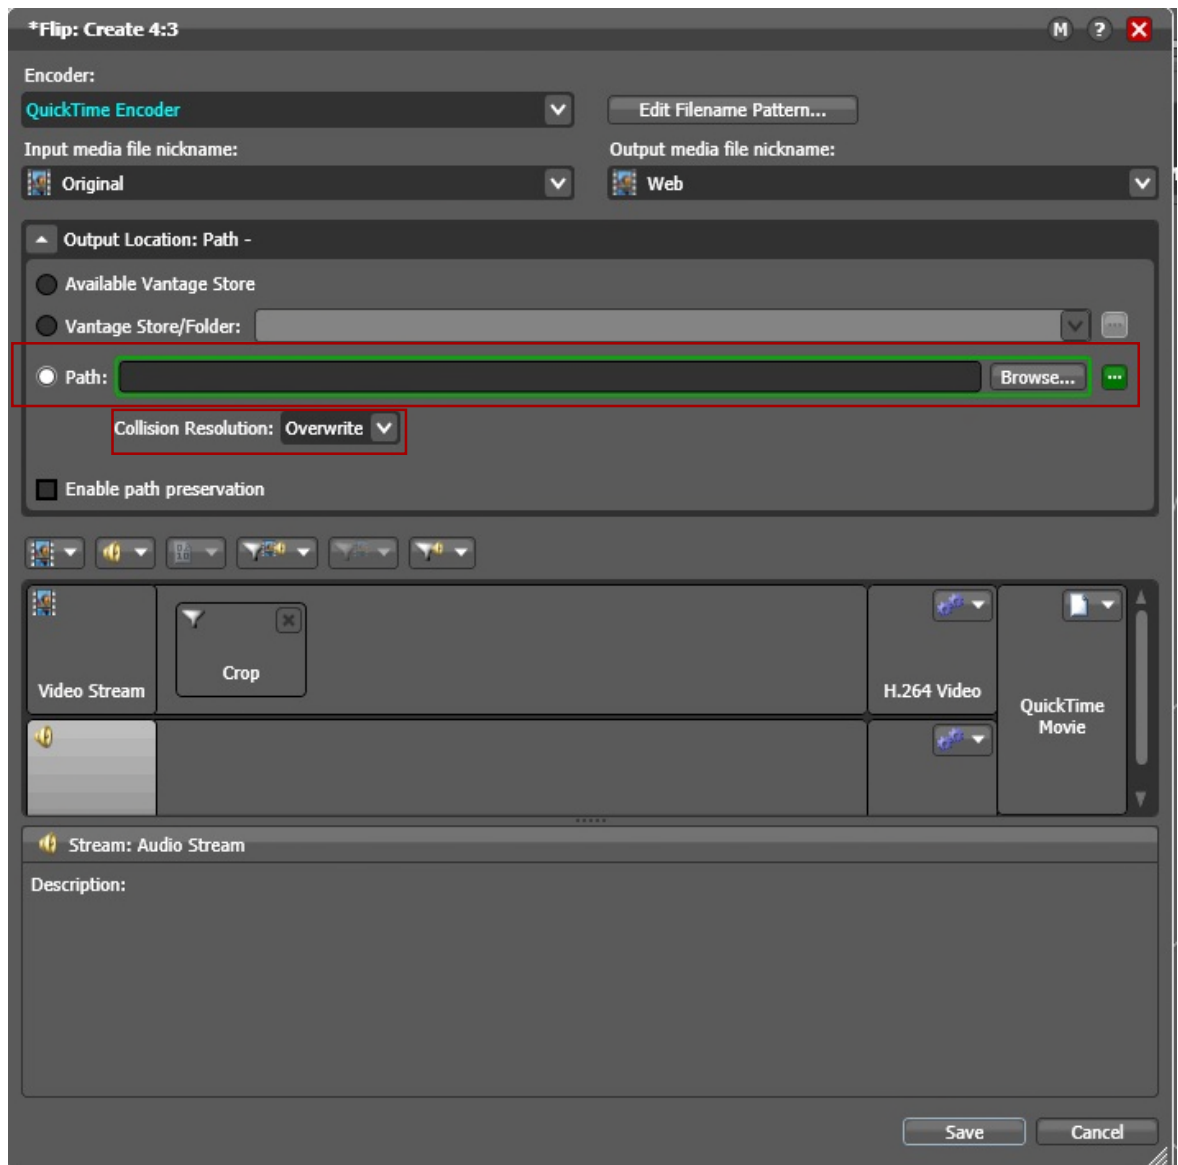 *Flip: Create 4:3
M ?
Encoder:
QuickTime Encoder
Edit Filename Pattern...
Input media file nickname:
Output media file nickname:
Original
Web
Output Location: Path -
Available Vantage Store
Vantage Store/Folder:
Path:
Browse...
Collision Resolution: Overwrite
Enable path preservation
Video Stream
Crop
H.264 Video
QuickTime
Movie
Stream: Audio Stream
Description:
Save
Cancel